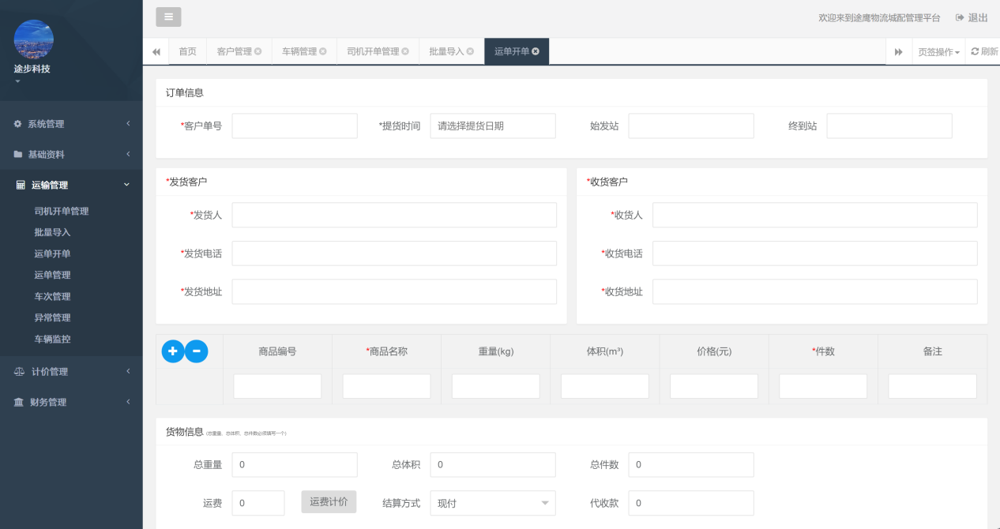 欢迎来到途鹰物流城配管理平台 退出
途步科技
首页 客户管理 车辆管理 司机开单管理 批量导入 运单开单 页签操作 刷新
系统管理
基础资料
运输管理
司机开单管理
批量导入
运单开单
运单管理
车次管理
异常管理
车辆监控
计价管理
财务管理
订单信息
*客户单号 *提货时间 请选择提货日期 始发站 终到站
*发货客户
*发货人
*发货电话
*发货地址
*收货客户
*收货人
*收货电话
*收货地址
商品编号 *商品名称 重量(kg) 体积(m³) 价格(元) *件数 备注
货物信息 (总重量、总体积、总件数必须填写一个)
总重量 0 总体积 0 总件数 0
运费 0 运费计价 结算方式 现付 代收款 0